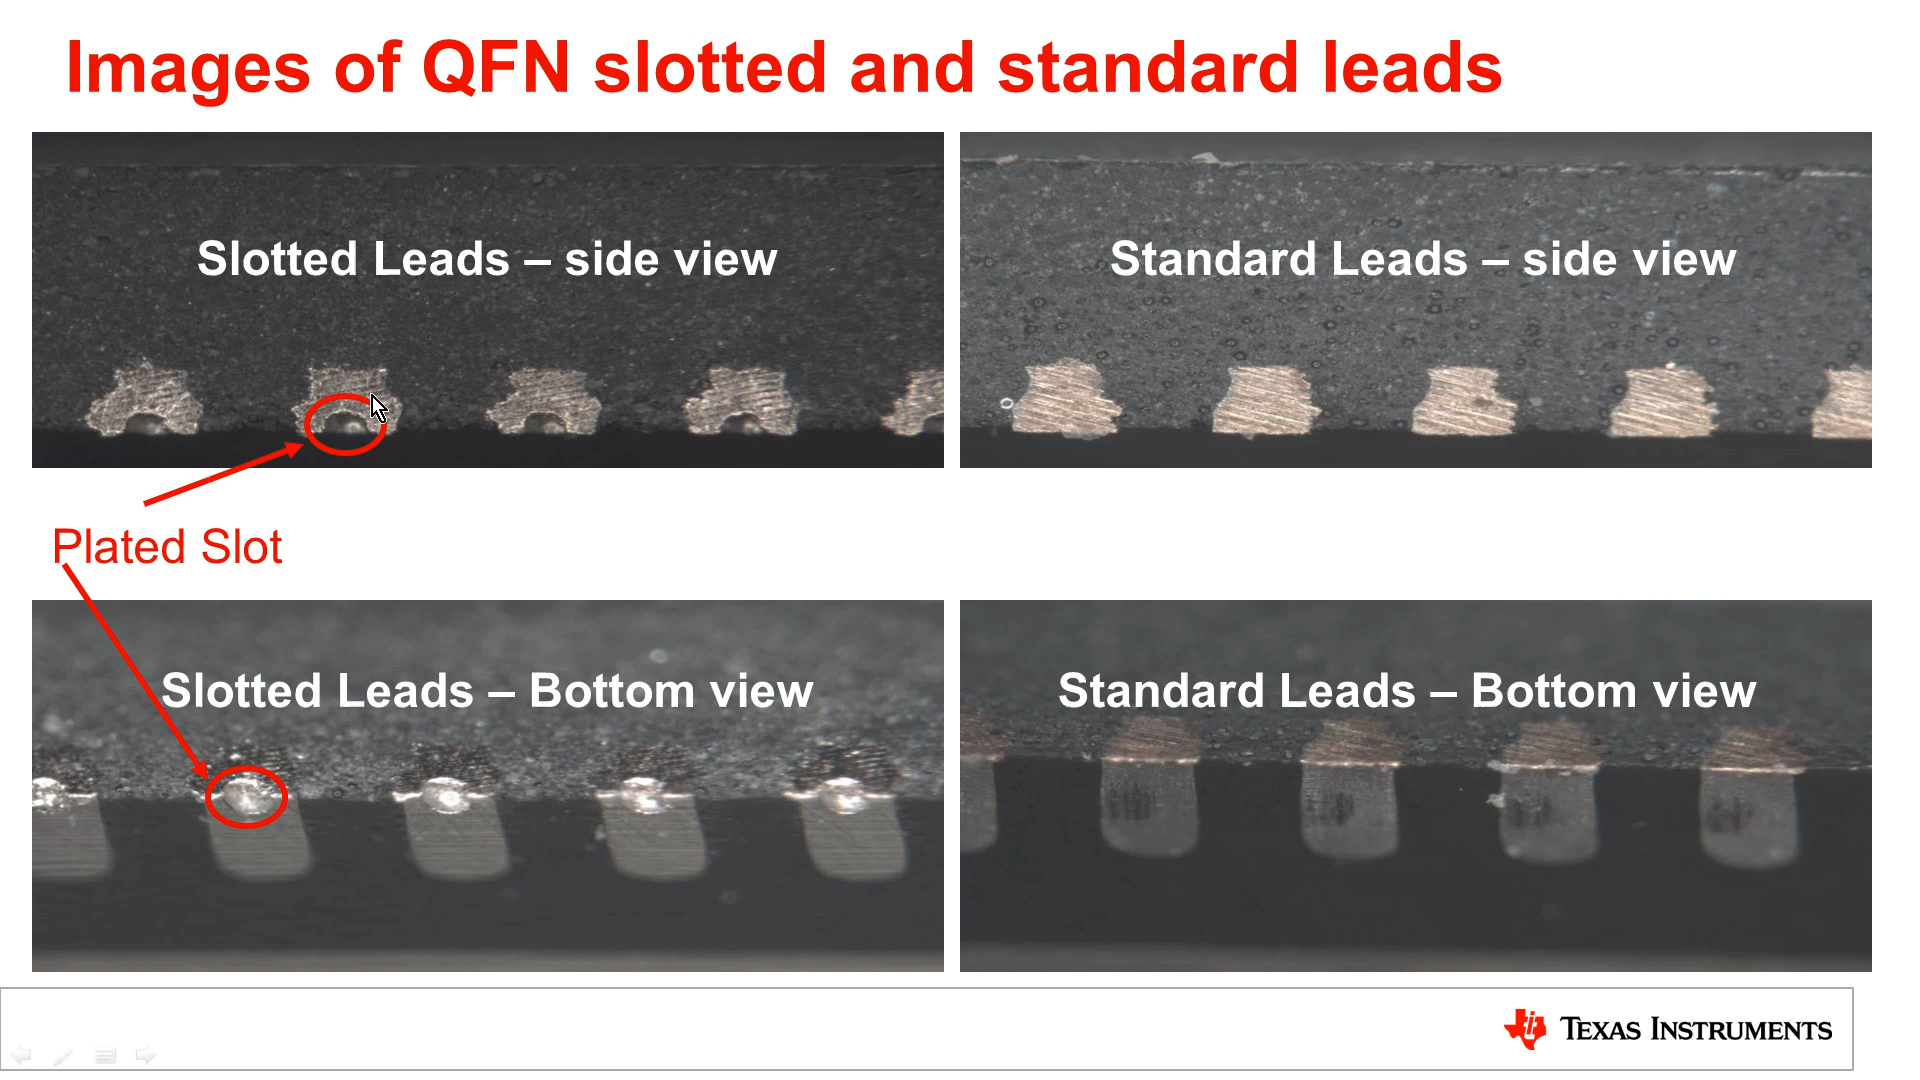 Images of QFN slotted and standard leads
Slotted Leads – side view
Standard Leads – side view
Plated Slot
Slotted Leads – Bottom view
Standard Leads – Bottom view
TEXAS INSTRUMENTS